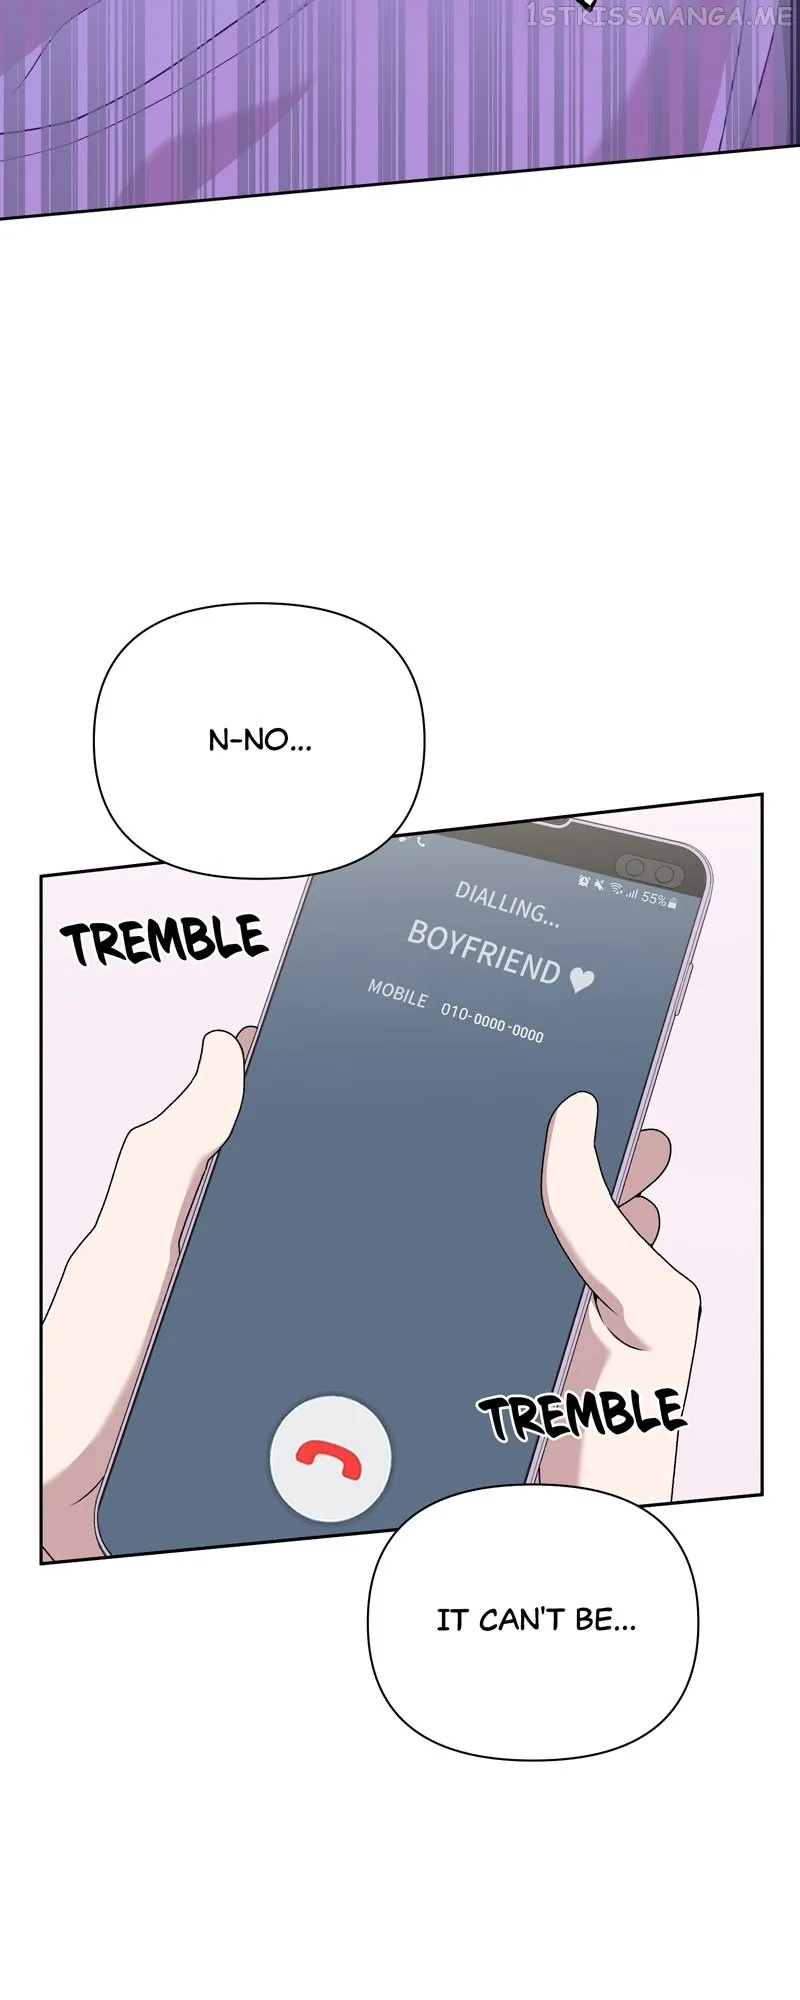 1STKISSMANGA.ME
N-NO...
55%
DIALLING...
BOYFRIEND ♥
MOBILE 010-0000-0000
TREMBLE
TREMBLE
IT CAN'T BE...